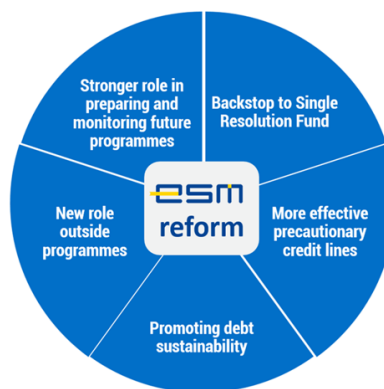 Stronger role in
preparing and
monitoring future
programmes
Backstop to Single
Resolution Fund
New role
outside
programmes
esm
reform
More effective
precautionary
credit lines
Promoting debt
sustainability